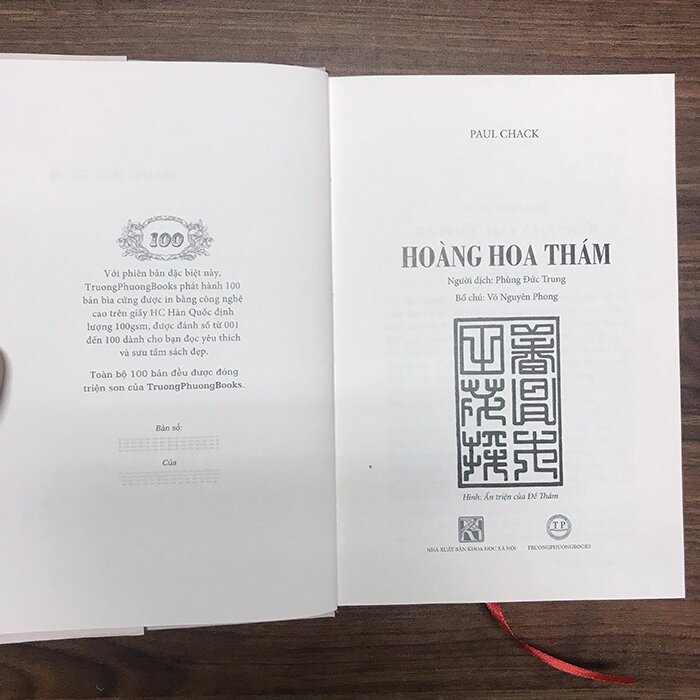 100
Với phiên bản đặc biệt này,
TruongPhuongBooks phát hành 100
bản bìa cứng được in bằng công nghệ
cao trên giấy HC Hàn Quốc định
lượng 100gsm, được đánh số từ 001
đến 100 dành cho bạn đọc yêu thích
và sưu tầm sách đẹp.
Toàn bộ 100 bản đều được đóng
triện son của TruongPhuongBooks.
Bản số:
Của
PAUL CHACK
HOÀNG HOA THÁM
Người dịch: Phùng Đức Trung
Bổ chú: Võ Nguyên Phong
Hình: Ấn triện của Đề Thám
NHÀ XUẤT BẢN KHOA HỌC XÃ HỘI
TP
TRUONGPHUONGBOOKS